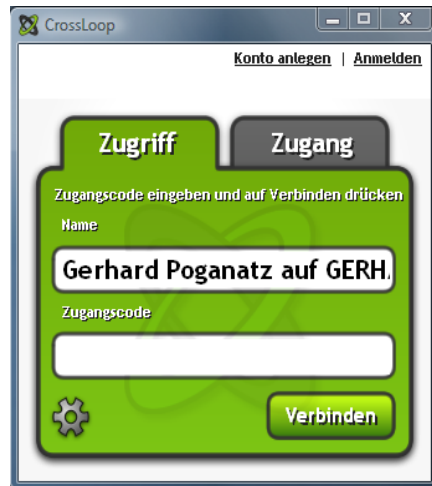 CrossLoop
Konto anlegen | Anmelden
Zugriff Zugang
Zugangscode eingeben und auf Verbinden drücken
Name
Gerhard Poganatz auf GERH
Zugangscode
Verbinden